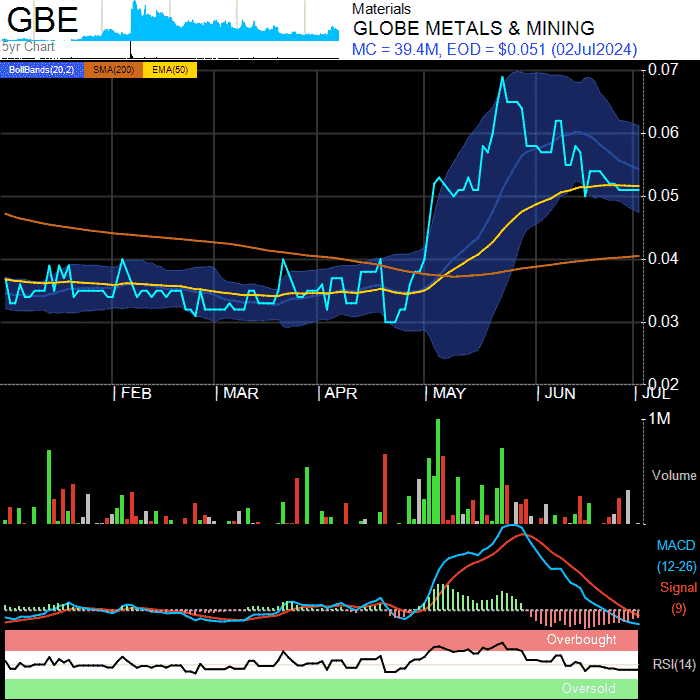 GBE
5yr Chart
Materials
GLOBE METALS & MINING
MC = 39.4M, EOD = $0.051 (02Jul2024)
BollBands(20,2) SMA(200) EMA(50)
0.07
0.06
0.05
0.04
0.03
0.02
FEB MAR APR MAY JUN JUL
1M
Volume
MACD
(12-26)
Signal
(9)
Overbought
RSI(14)
Oversold